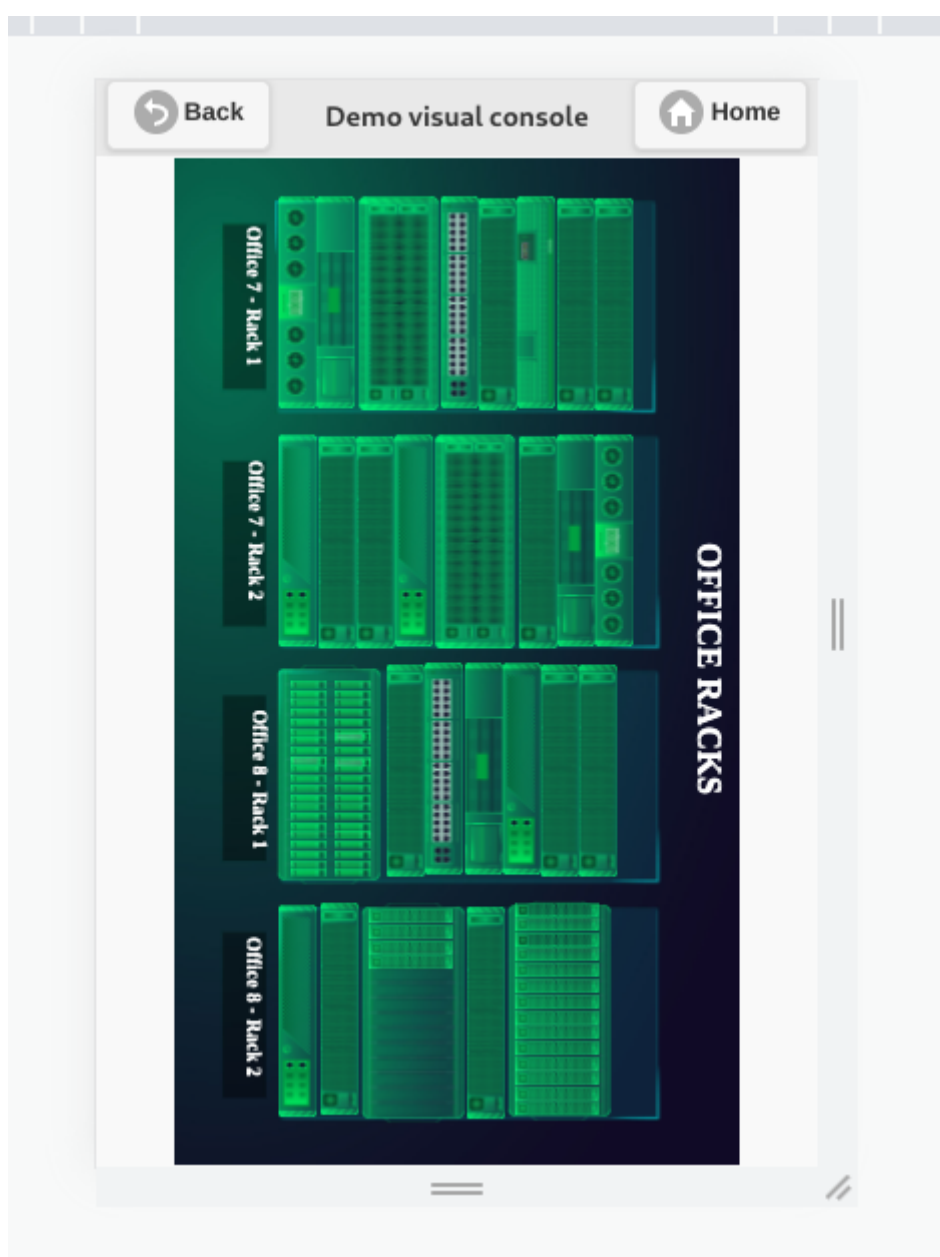 Back
Demo visual console
Home
OFFICE RACKS
Office 7 - Rack 1
Office 7 - Rack 2
Office 8 - Rack 1
Office 8 - Rack 2